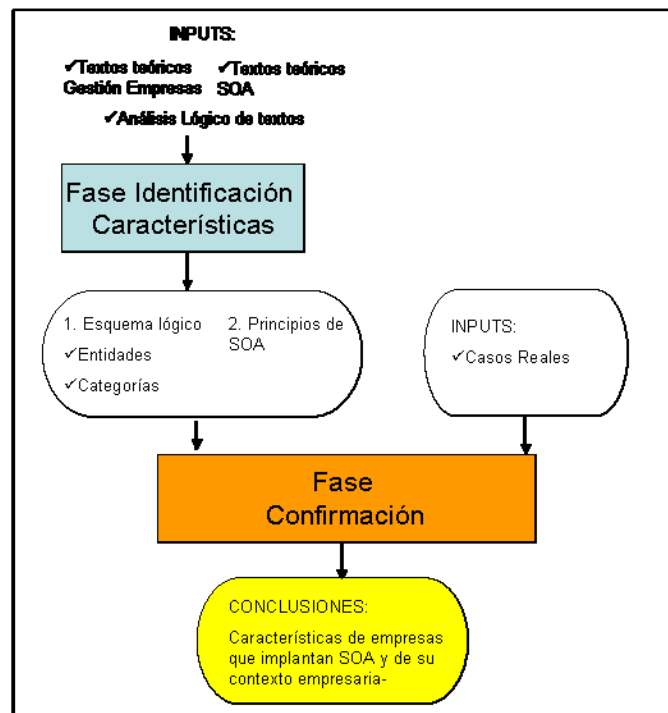 INPUTS:
✓Textos teóricos ✓Textos teóricos
Gestión Empresas SOA
✓Análisis Lógico de textos
Fase Identificación
Características
1. Esquema lógico 2. Principios de
✓Entidades SOA
✓Categorías
INPUTS:
✓Casos Reales
Fase
Confirmación
CONCLUSIONES:
Características de empresas
que implantan SOA y de su
contexto empresaria-